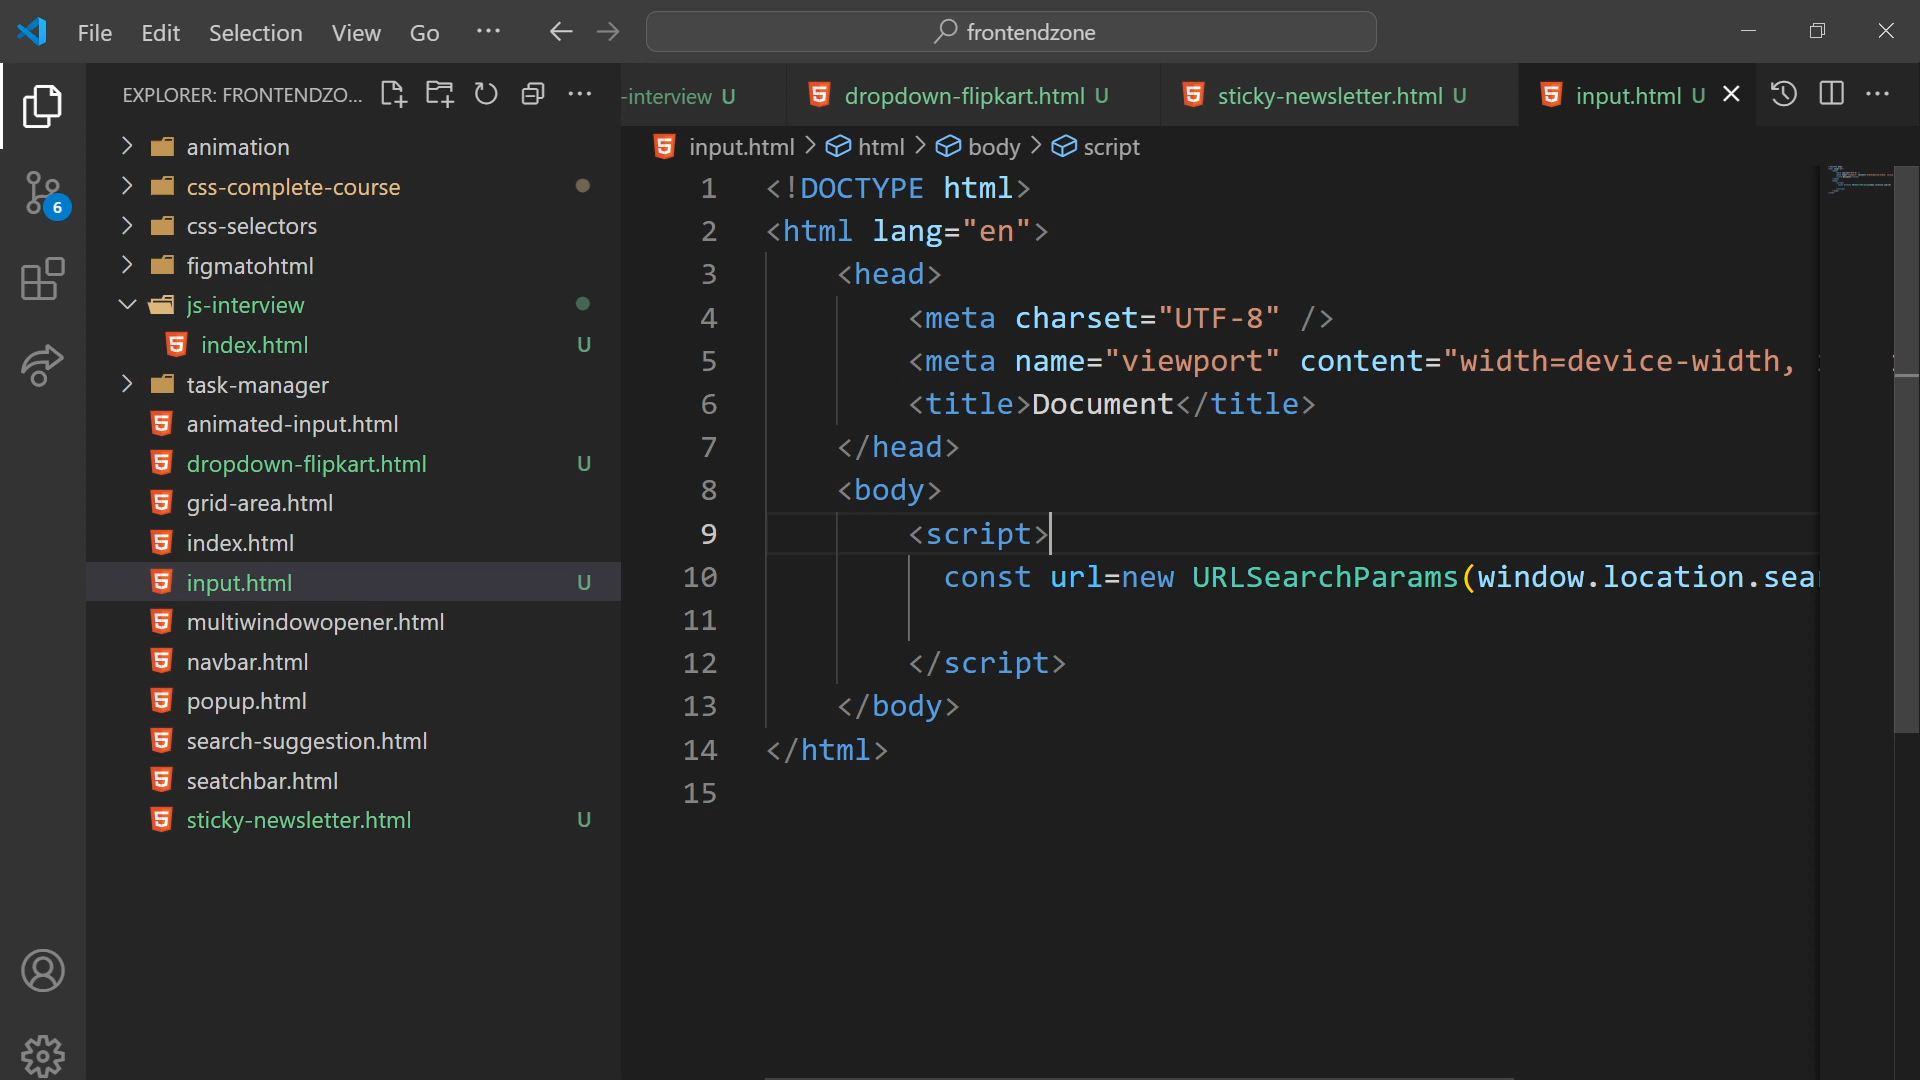 File Edit Selection View Go ··· frontendzone
EXPLORER: FRONTENDZO... ···
animation
css-complete-course
css-selectors
figmatohtml
js-interview
index.html U
task-manager
animated-input.html
dropdown-flipkart.html U
grid-area.html
index.html
input.html U
multiwindowopener.html
navbar.html
popup.html
search-suggestion.html
seatchbar.html
sticky-newsletter.html U
6
-interview U dropdown-flipkart.html U sticky-newsletter.html U input.html U ···
input.html > html > body > script
1 <!DOCTYPE html>
2 <html lang="en">
3 <head>
4 <meta charset="UTF-8" />
5 <meta name="viewport" content="width=device-width,
6 <title>Document</title>
7 </head>
8 <body>
9 <script>
10 const url=new URLSearchParams(window.location.sear
11
12 </script>
13 </body>
14 </html>
15